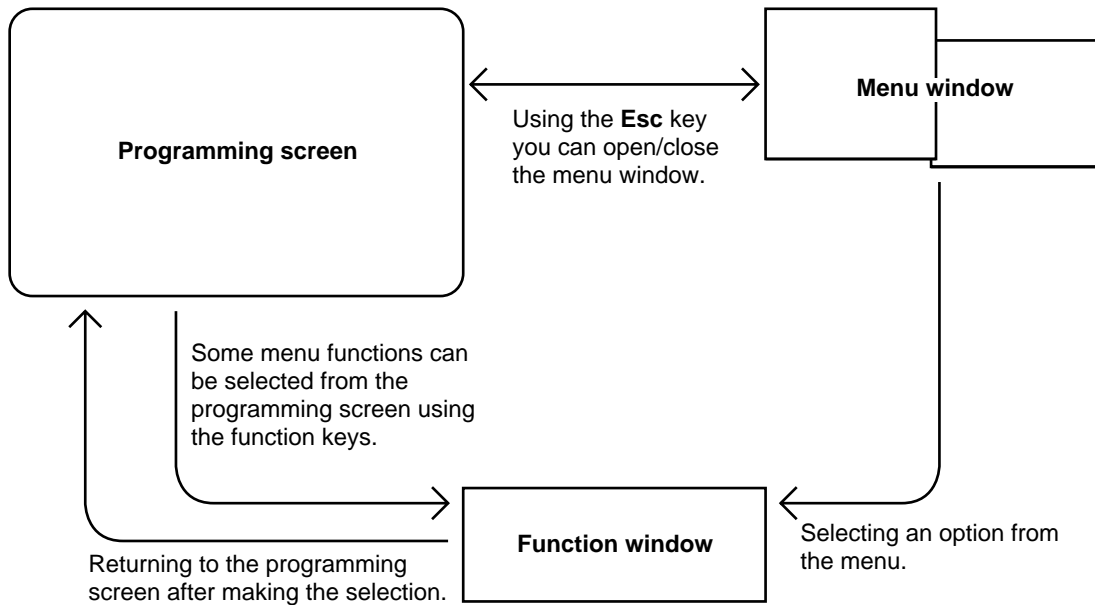 Programming screen
Using the Esc key
you can open/close
the menu window.
Menu window
Some menu functions can
be selected from the
programming screen using
the function keys.
Function window
Selecting an option from
the menu.
Returning to the programming
screen after making the selection.